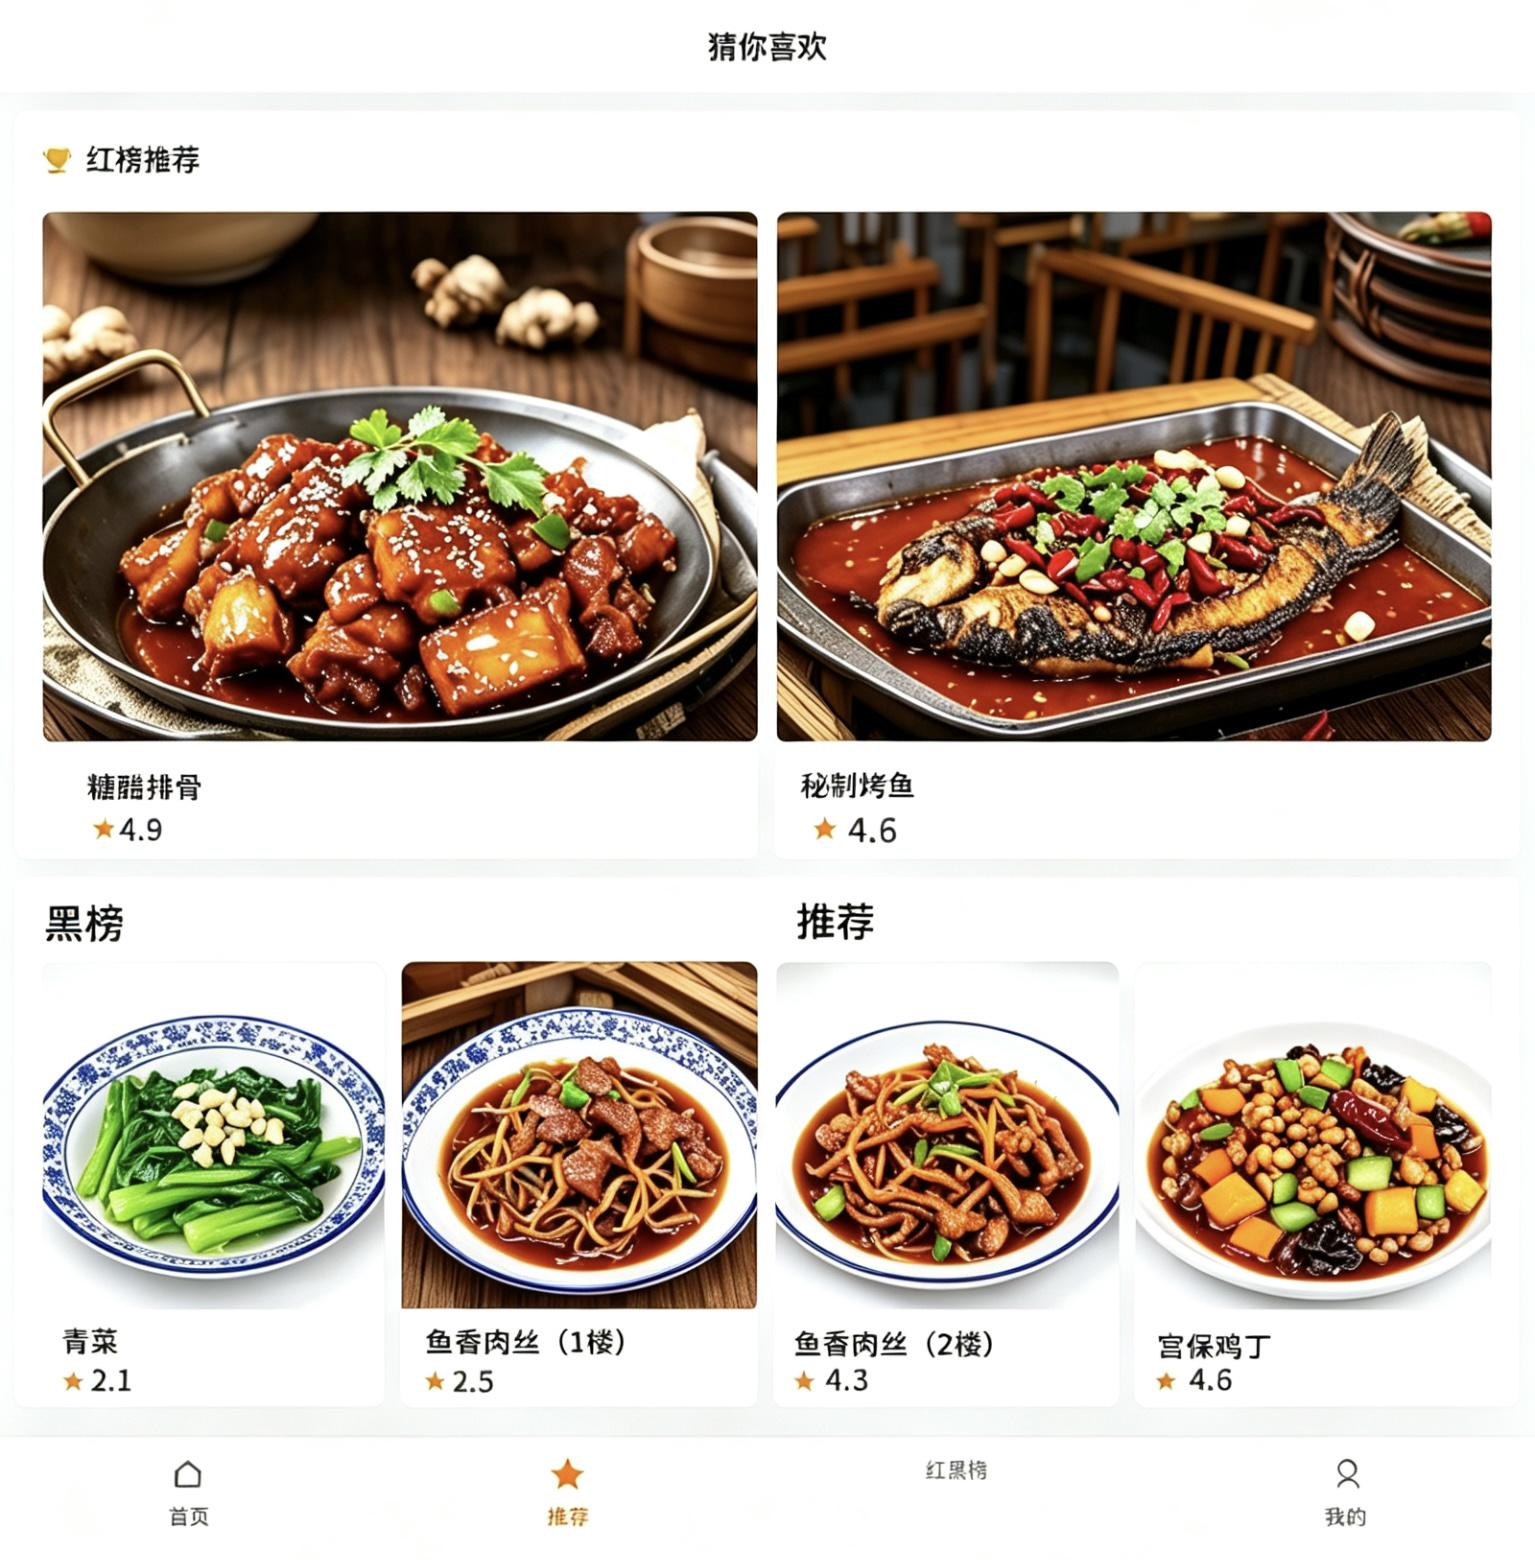 猜你喜欢
红榜推荐
糖醋排骨
4.9
秘制烤鱼
4.6
黑榜
推荐
青菜
2.1
鱼香肉丝（1楼）
2.5
鱼香肉丝（2楼）
4.3
宫保鸡丁
4.6
首页
推荐
红黑榜
我的